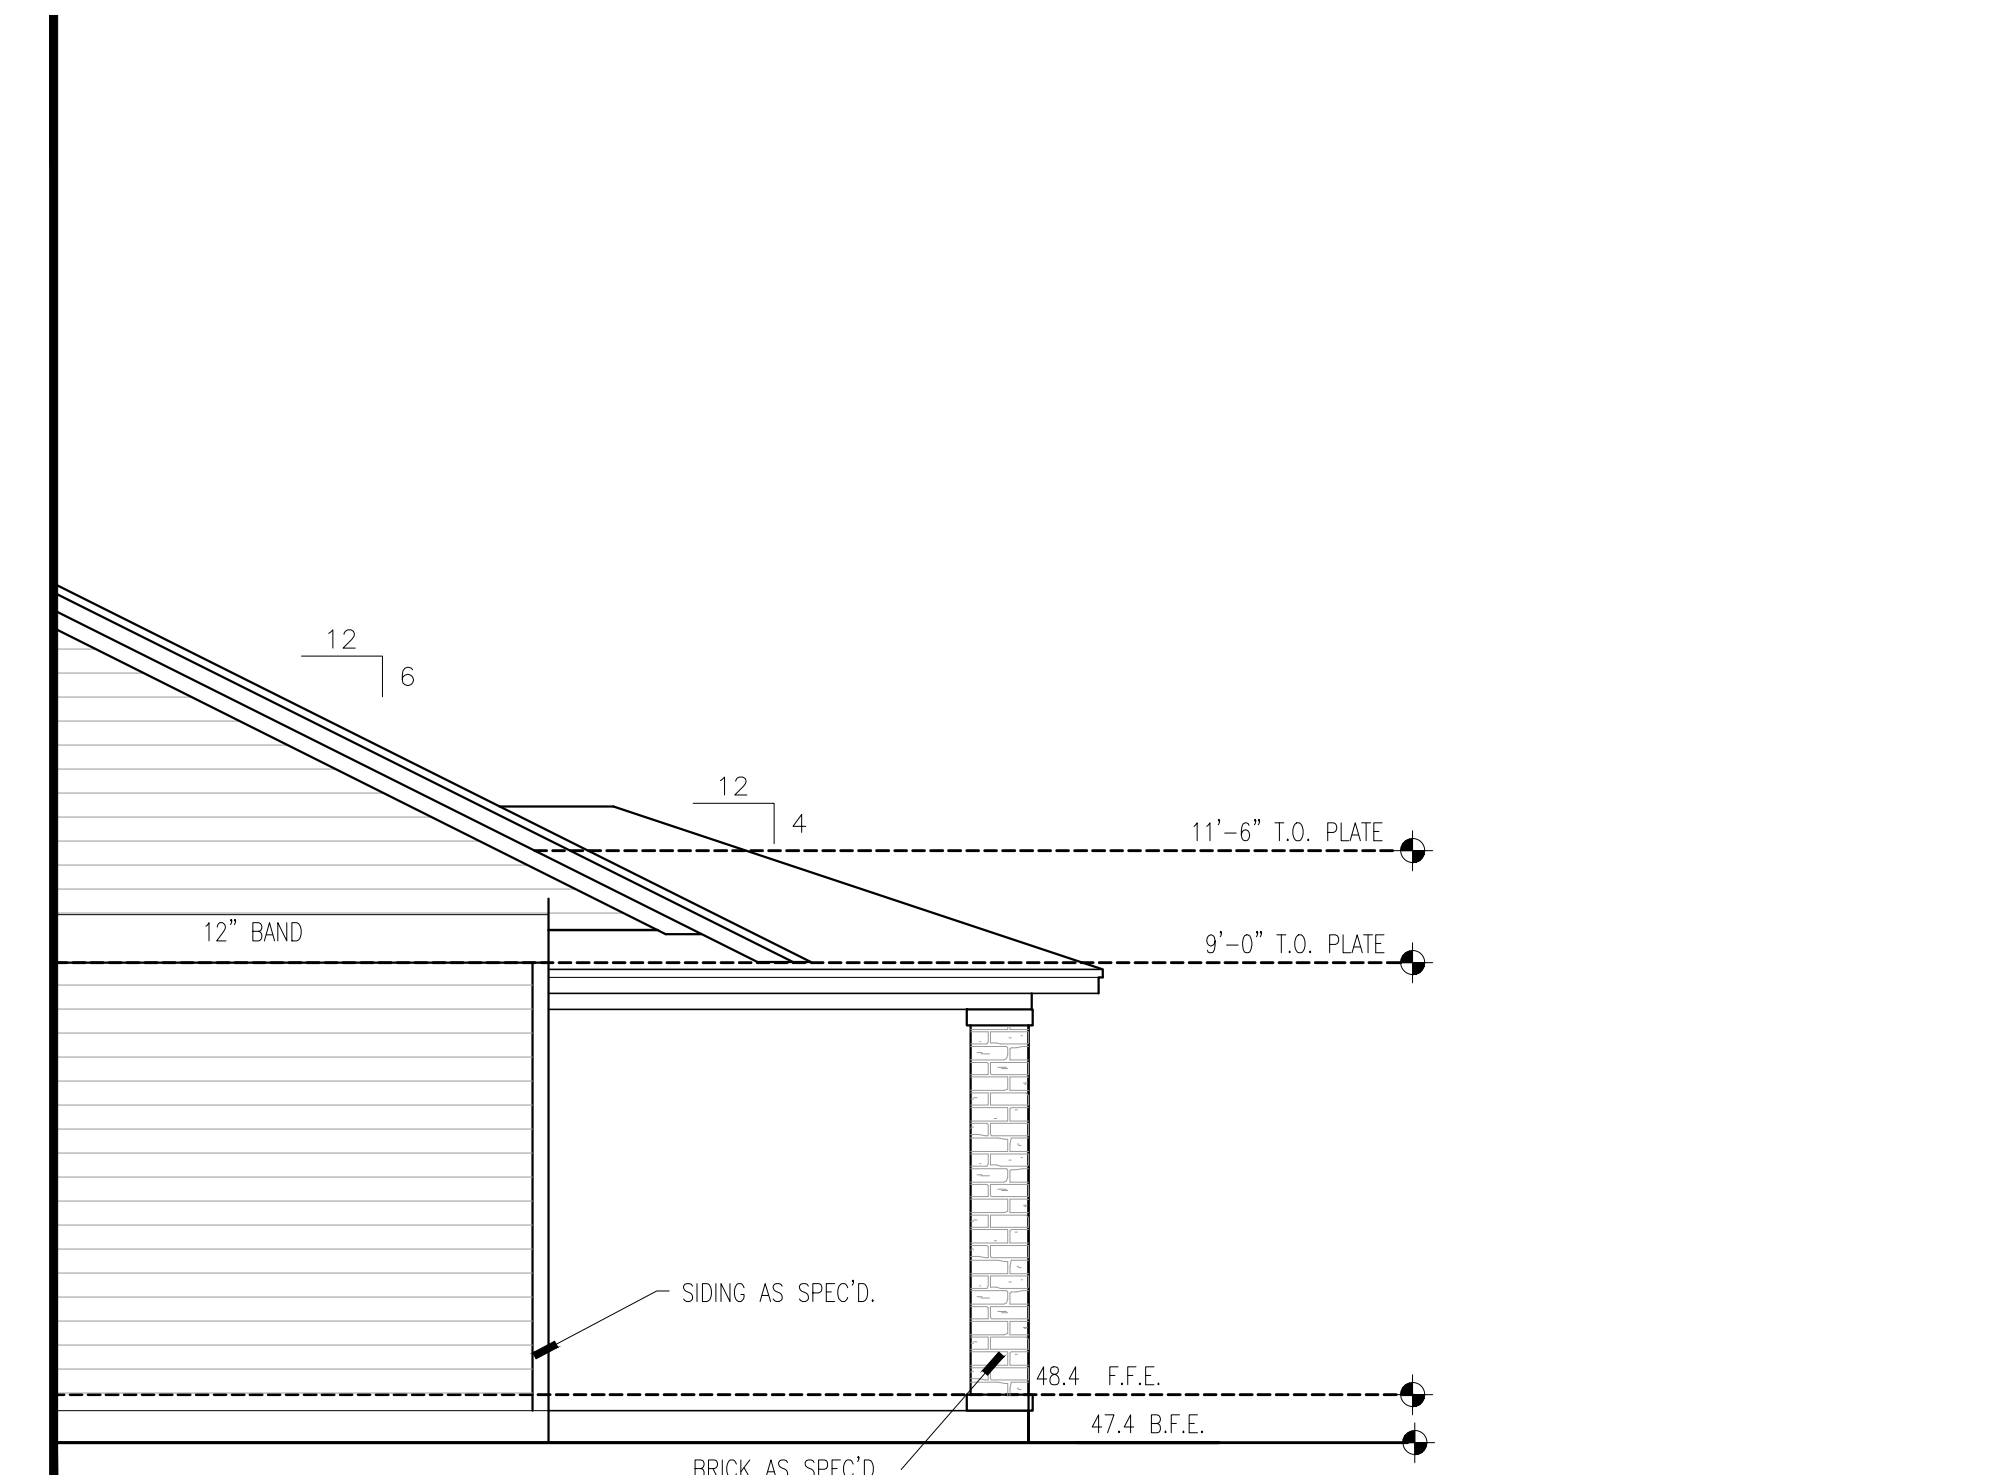 12
6
12
4
11'-6" T.O. PLATE
12" BAND
9'-0" T.O. PLATE
SIDING AS SPEC'D.
48.4 F.F.E.
47.4 B.F.E.
BRICK AS SPEC'D